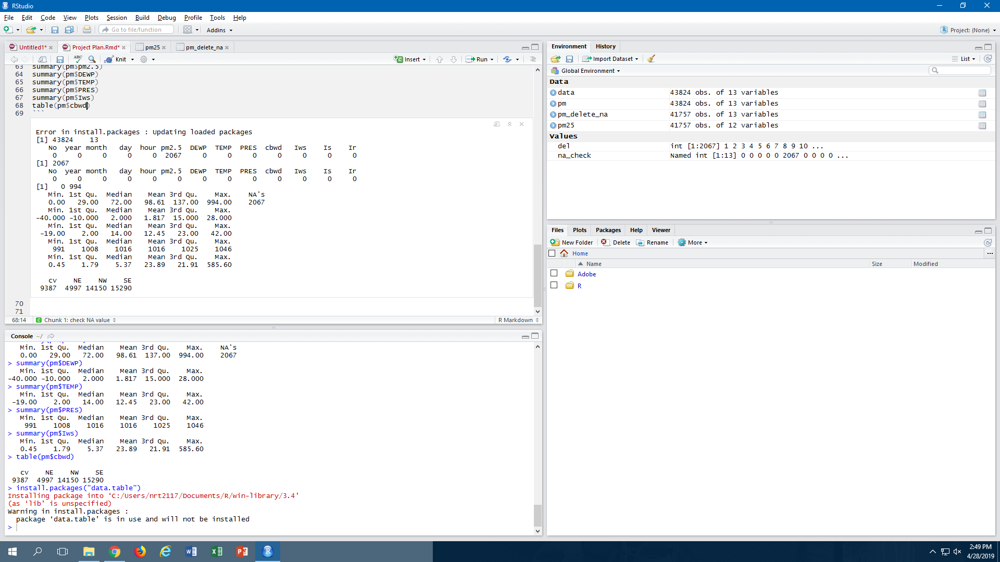 RStudio
File Edit Code View Plots Session Build Debug Profile Tools Help
Go to file/function Addins Project: (None)
Untitled1* Project Plan.Rmd* pm25 pm_delete_na
ABC Knit Insert Run
63 summary(pm$pm2.5)
64 summary(pm$DEWP)
65 summary(pm$TEMP)
66 summary(pm$PRES)
67 summary(pm$Iws)
68 table(pm$cbwd)
69 ```
Error in install.packages : Updating loaded packages
[1] 43824    13
No  year month   day  hour pm2.5  DEWP  TEMP  PRES  cbwd   Iws    Is    Ir
0     0     0     0     0  2067     0     0     0     0     0     0     0
[1] 2067
No  year month   day  hour pm2.5  DEWP  TEMP  PRES  cbwd   Iws    Is    Ir
0     0     0     0     0     0     0     0     0     0     0     0     0
[1]   0 994
Min. 1st Qu.  Median    Mean 3rd Qu.    Max.    NA's
0.00   29.00   72.00   98.61  137.00  994.00    2067
Min. 1st Qu.  Median    Mean 3rd Qu.    Max.
-40.000 -10.000   2.000   1.817  15.000  28.000
Min. 1st Qu.  Median    Mean 3rd Qu.    Max.
-19.00    2.00   14.00   12.45   23.00   42.00
Min. 1st Qu.  Median    Mean 3rd Qu.    Max.
991    1008    1016    1016    1025    1046
Min. 1st Qu.  Median    Mean 3rd Qu.    Max.
0.45    1.79    5.37   23.89   21.91  585.60
cv    NE    NW    SE
9387  4997 14150 15290
70
71
68:14 Chunk 1: check NA value R Markdown
Console ~/
Min. 1st Qu.  Median    Mean 3rd Qu.    Max.    NA's
0.00   29.00   72.00   98.61  137.00  994.00    2067
> summary(pm$DEWP)
Min. 1st Qu.  Median    Mean 3rd Qu.    Max.
-40.000 -10.000   2.000   1.817  15.000  28.000
> summary(pm$TEMP)
Min. 1st Qu.  Median    Mean 3rd Qu.    Max.
-19.00    2.00   14.00   12.45   23.00   42.00
> summary(pm$PRES)
Min. 1st Qu.  Median    Mean 3rd Qu.    Max.
991    1008    1016    1016    1025    1046
> summary(pm$Iws)
Min. 1st Qu.  Median    Mean 3rd Qu.    Max.
0.45    1.79    5.37   23.89   21.91  585.60
> table(pm$cbwd)
cv    NE    NW    SE
9387  4997 14150 15290
> install.packages("data.table")
Installing package into ‘C:/Users/nrt2117/Documents/R/win-library/3.4’
(as ‘lib’ is unspecified)
Warning in install.packages :
package ‘data.table’ is in use and will not be installed
>
Environment History
Import Dataset List
Global Environment
Data
data 43824 obs. of 13 variables
pm 43824 obs. of 13 variables
pm_delete_na 41757 obs. of 13 variables
pm25 41757 obs. of 12 variables
Values
del int [1:2067] 1 2 3 4 5 6 7 8 9 10 ...
na_check Named int [1:13] 0 0 0 0 0 2067 0 0 0 0 ...
Files Plots Packages Help Viewer
New Folder Delete Rename More
Home ...
Name Size Modified
Adobe
R
2:49 PM
4/28/2019